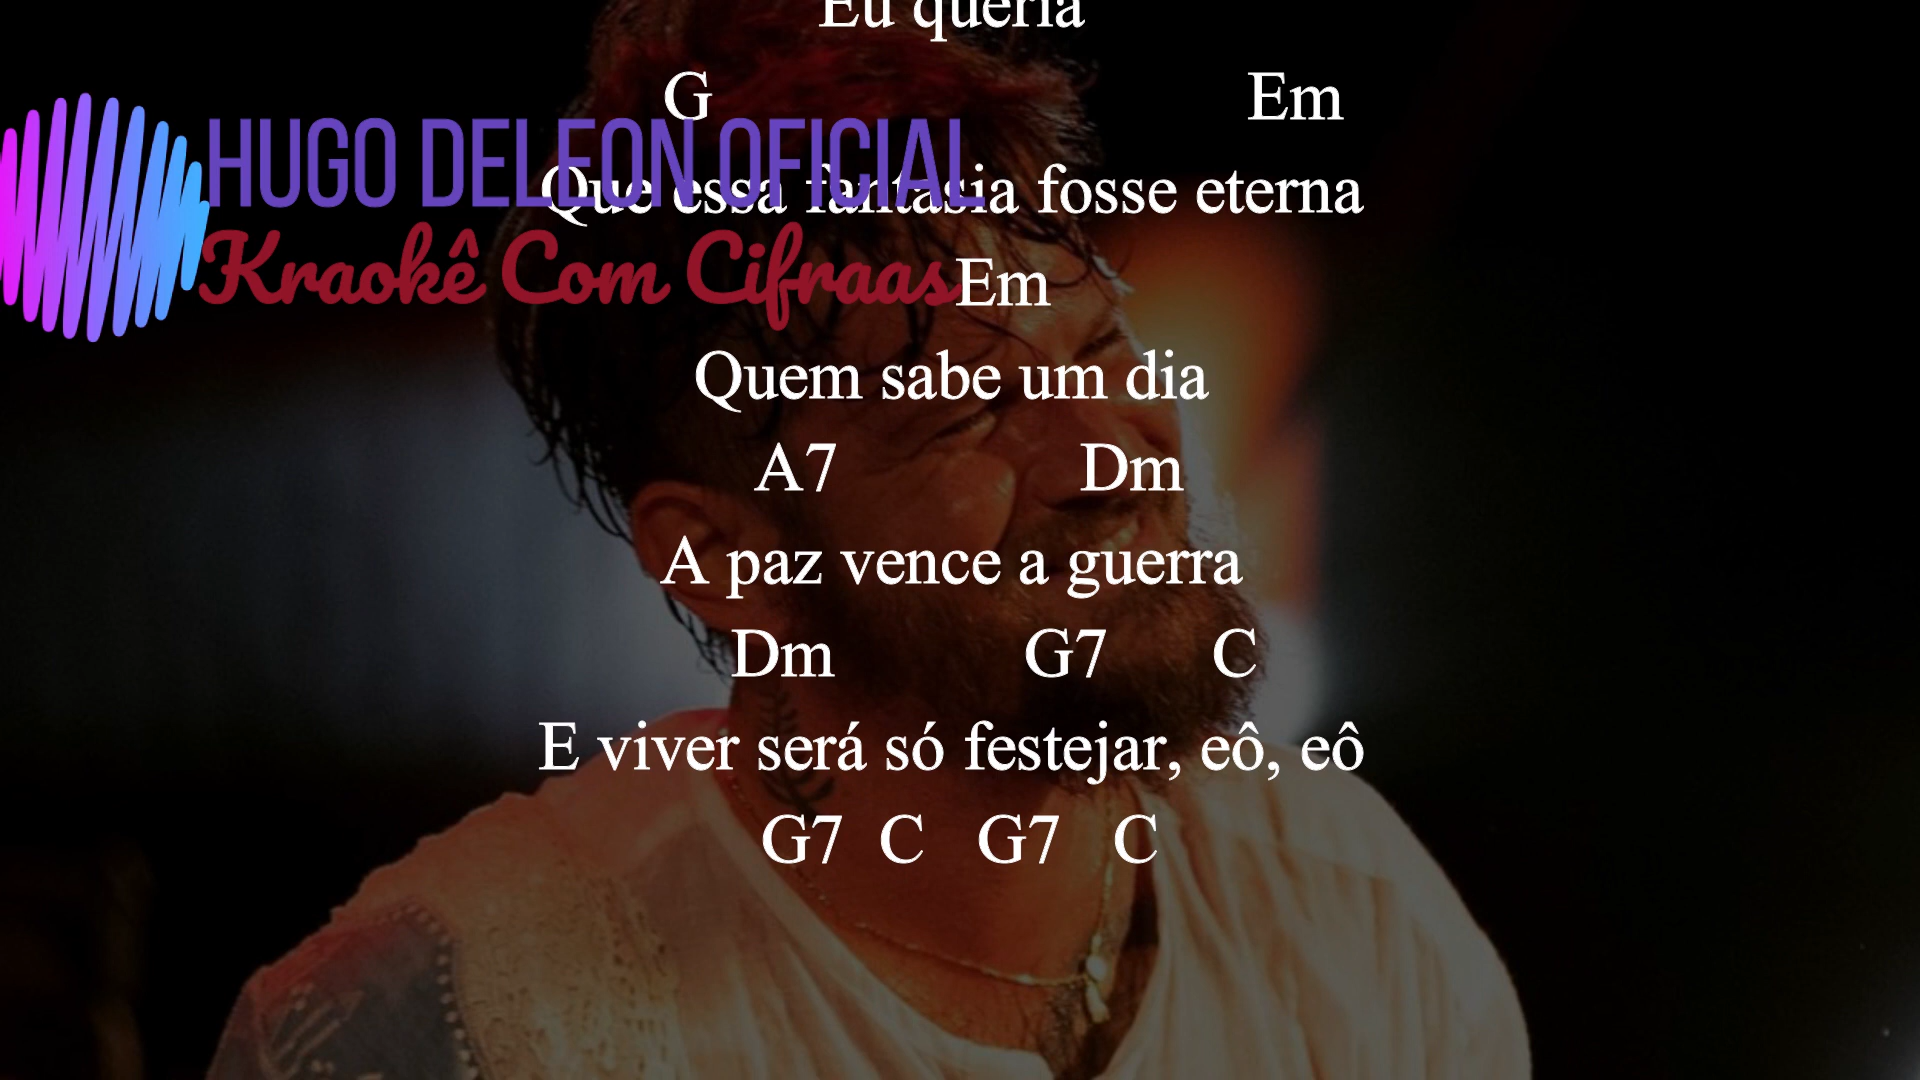 Eu queria
G Em
HUGO DELEON OFICIAL
Que essa fantasia fosse eterna
Kraokê Com Cifraas
Em
Quem sabe um dia
A7 Dm
A paz vence a guerra
Dm G7 C
E viver será só festejar, eô, eô
G7 C G7 C